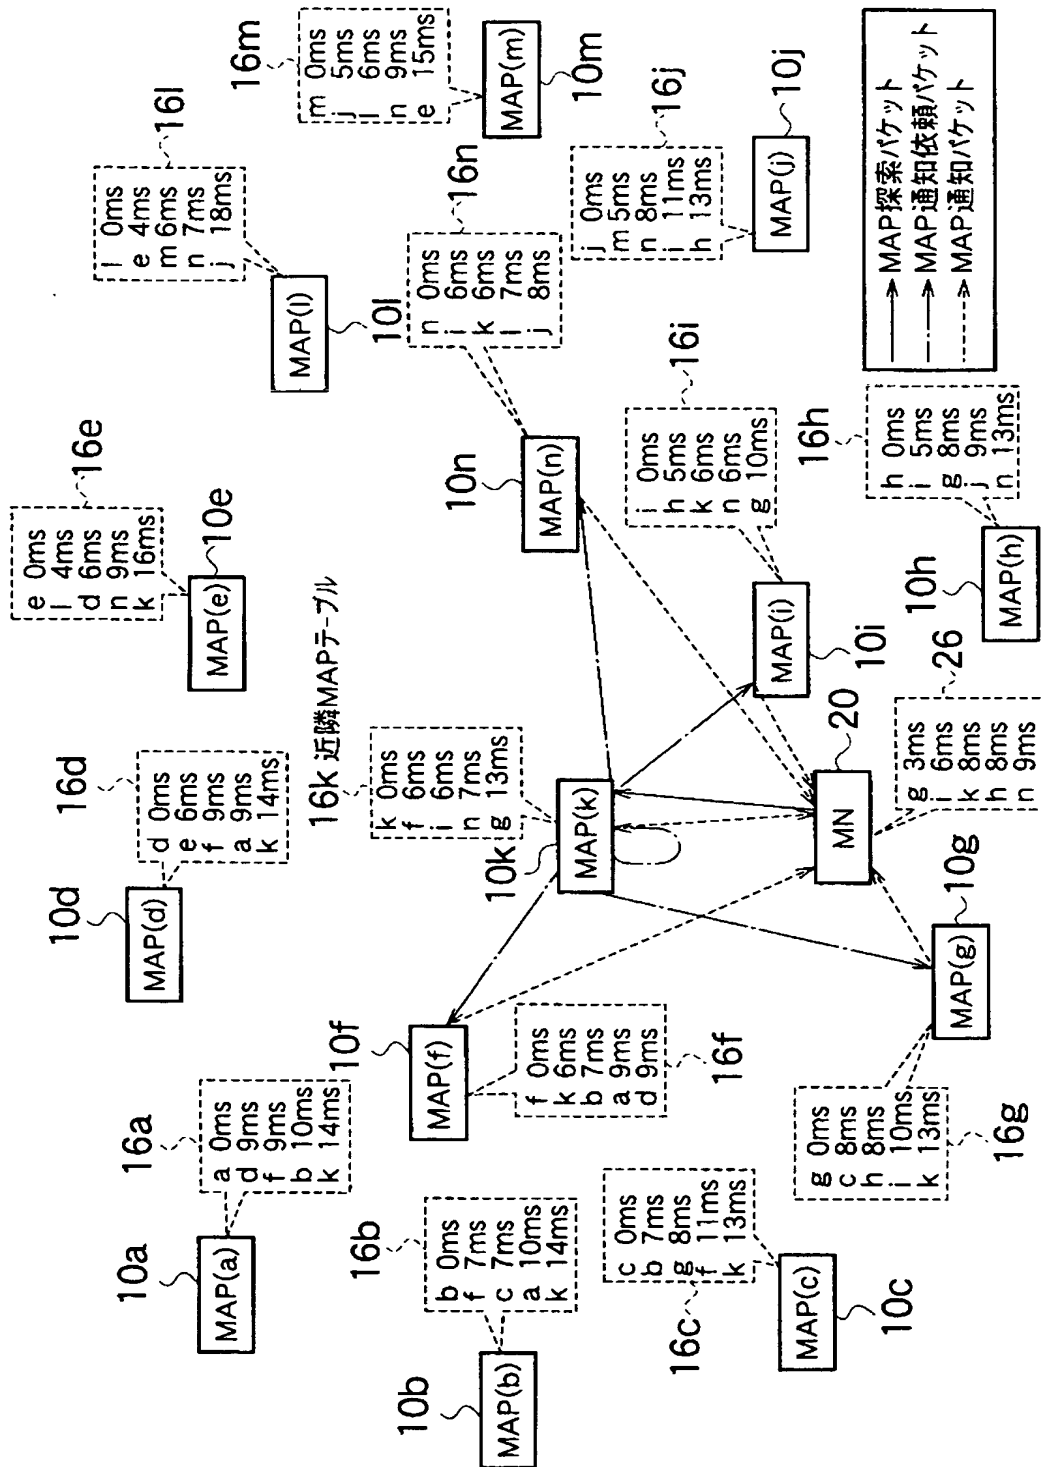 16a
a 0ms
d 9ms
f 9ms
b 10ms
k 14ms
10a
MAP(a)
16d
d 0ms
e 6ms
f 9ms
a 9ms
k 14ms
10d
MAP(d)
16e
e 0ms
l 4ms
d 6ms
n 9ms
k 16ms
MAP(e)
10e
16l
l 0ms
e 4ms
m 6ms
n 7ms
j 18ms
MAP(l)
10l
16m
m 0ms
j 5ms
l 6ms
n 9ms
e 15ms
MAP(m)
10m
16b
b 0ms
f 7ms
c 7ms
a 10ms
k 14ms
10b
MAP(b)
10f
MAP(f)
f 0ms
k 6ms
b 7ms
a 9ms
d 9ms
16f
16k 近隣MAPテーブル
k 0ms
f 6ms
i 6ms
n 7ms
g 13ms
10k
MAP(k)
16n
n 0ms
i 6ms
k 6ms
l 7ms
j 8ms
10n
MAP(n)
16j
j 0ms
m 5ms
n 8ms
i 11ms
h 13ms
MAP(j)
10j
c 0ms
b 7ms
g 8ms
f 11ms
k 13ms
16c
MAP(c)
10c
16i
i 0ms
h 5ms
k 6ms
n 6ms
g 10ms
MAP(i)
10i
g 0ms
c 8ms
h 8ms
i 10ms
k 13ms
16g
MAP(g)
10g
MN
20
g 3ms
i 6ms
k 8ms
h 8ms
n 9ms
26
16h
h 0ms
i 5ms
g 8ms
j 9ms
n 13ms
10h
MAP(h)
MAP探索パケット
MAP通知依頼パケット
MAP通知パケット